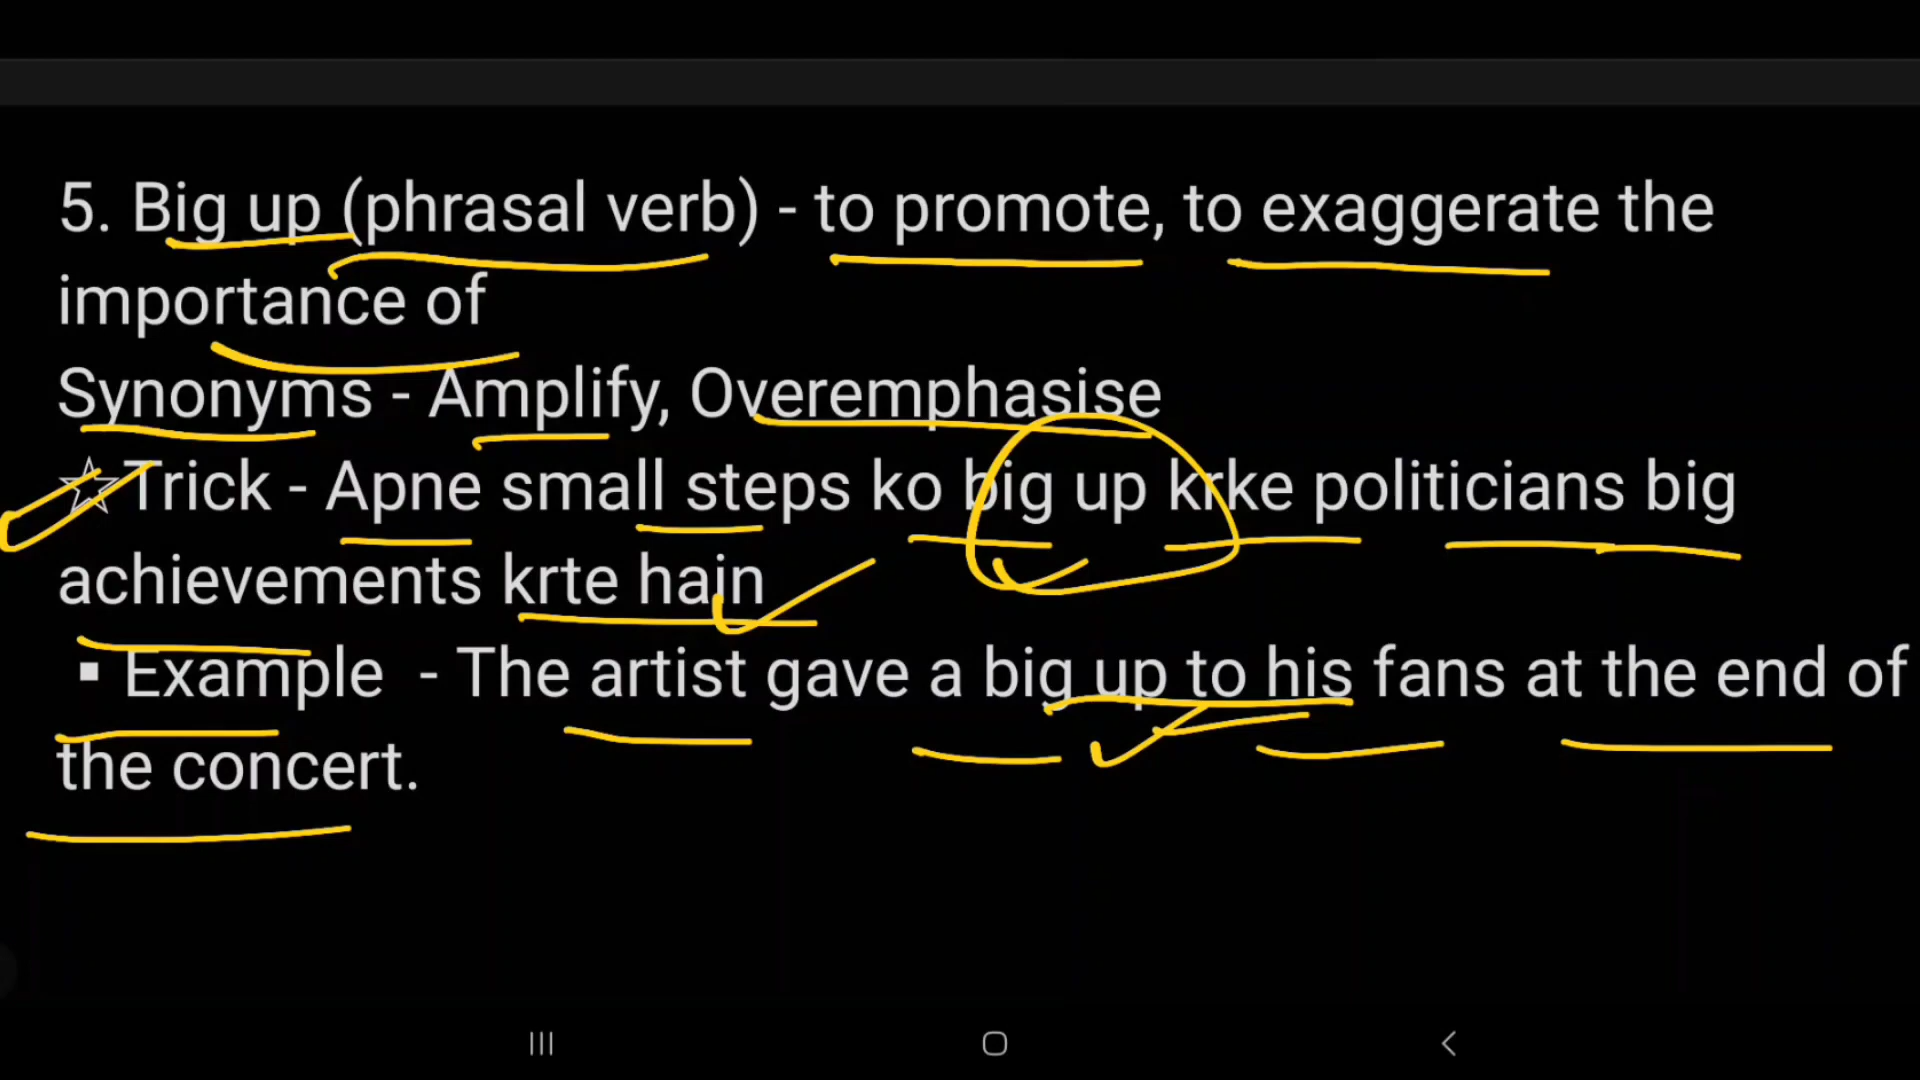 5. Big up (phrasal verb) - to promote, to exaggerate the
importance of
Synonyms - Amplify, Overemphasise
☆ Trick - Apne small steps ko big up krke politicians big
achievements krte hain
▪ Example - The artist gave a big up to his fans at the end of
the concert.